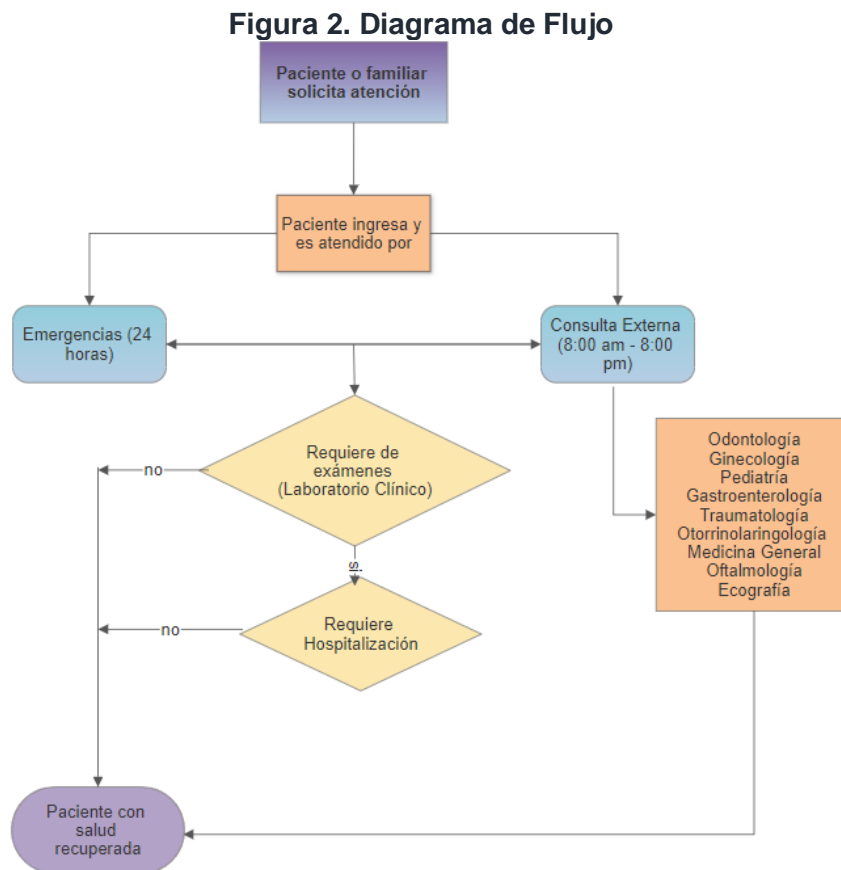 Figura 2. Diagrama de Flujo
Paciente o familiar
solicita atención
Paciente ingresa y
es atendido por
Emergencias (24
horas)
Consulta Externa
(8:00 am - 8:00
pm)
Requiere de
exámenes
(Laboratorio Clínico)
no
si
Odontología
Ginecología
Pediatría
Gastroenterología
Traumatología
Otorrinolaringología
Medicina General
Oftalmología
Ecografía
Requiere
Hospitalización
no
Paciente con
salud
recuperada